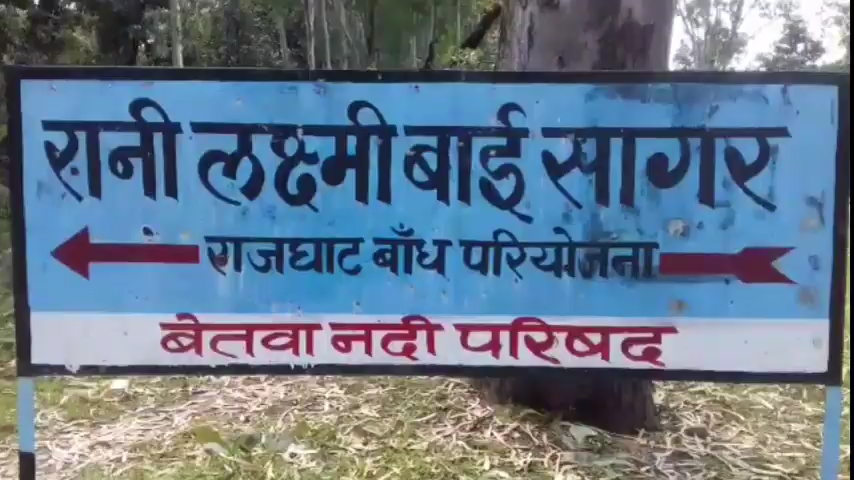 रानी लक्ष्मी बाई सागर
राजघाट बाँध परियोजना
बेतवा नदी परिषद